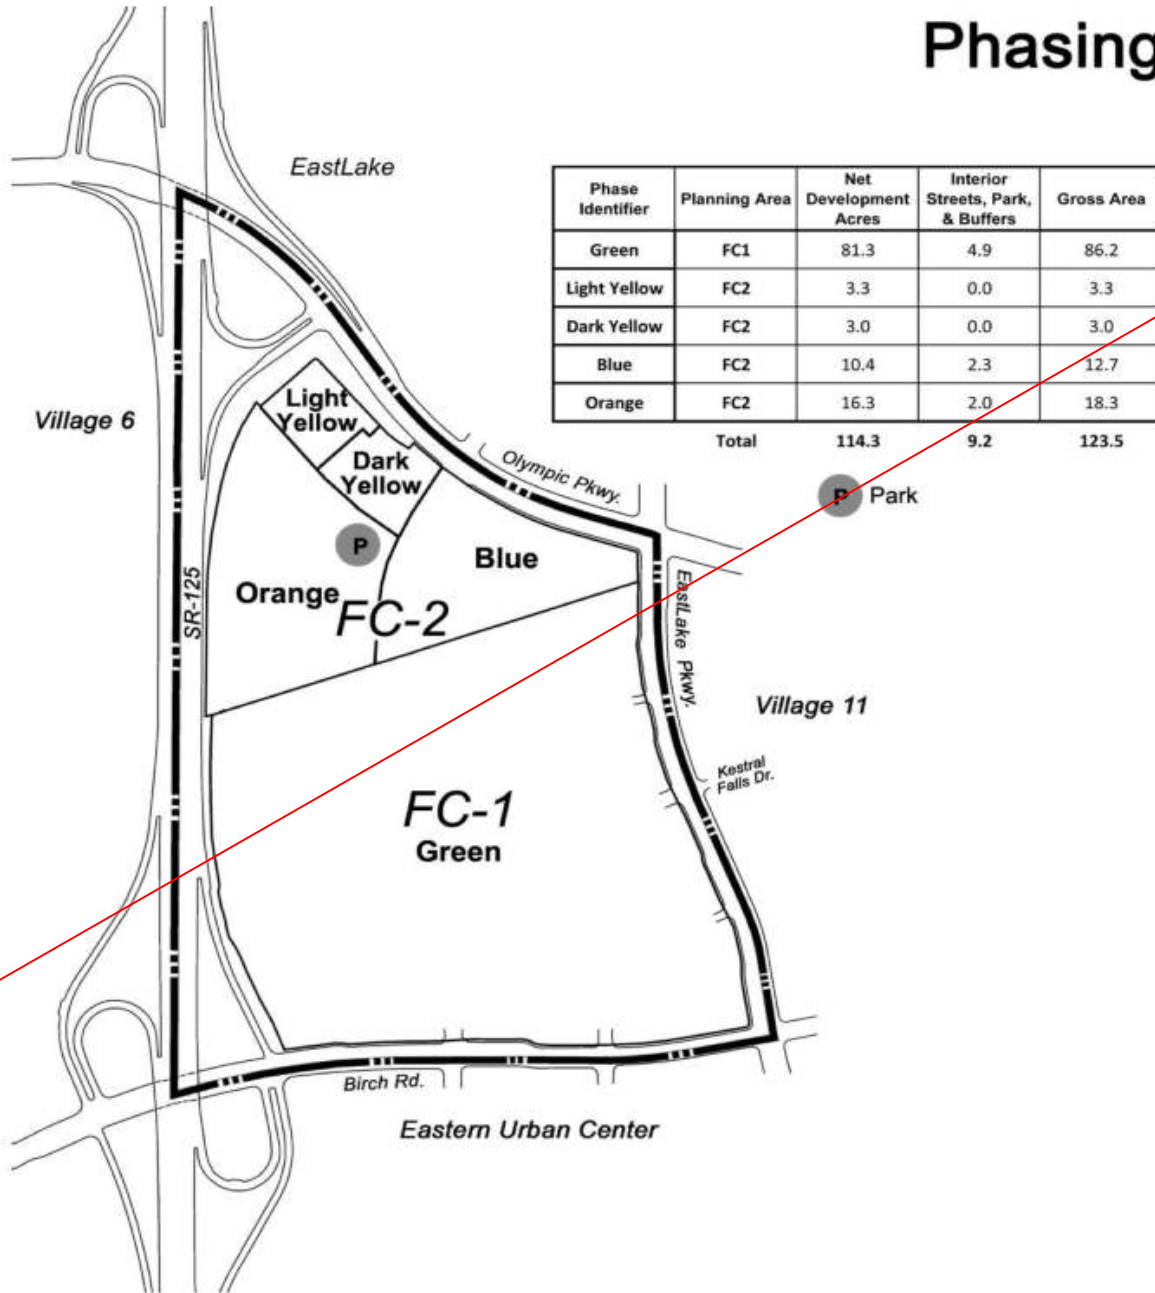 Phasing
EastLake
Phase Identifier | Planning Area | Net Development Acres | Interior Streets, Park, & Buffers | Gross Area
Green | FC1 | 81.3 | 4.9 | 86.2
Light Yellow | FC2 | 3.3 | 0.0 | 3.3
Dark Yellow | FC2 | 3.0 | 0.0 | 3.0
Blue | FC2 | 10.4 | 2.3 | 12.7
Orange | FC2 | 16.3 | 2.0 | 18.3
Total | 114.3 | 9.2 | 123.5
P Park
Village 6
Light
Yellow
Dark
Yellow
Olympic Pkwy.
P
Blue
Orange
FC-2
SR-125
EastLake Pkwy.
Village 11
Kestral
Falls Dr.
FC-1
Green
Birch Rd.
Eastern Urban Center